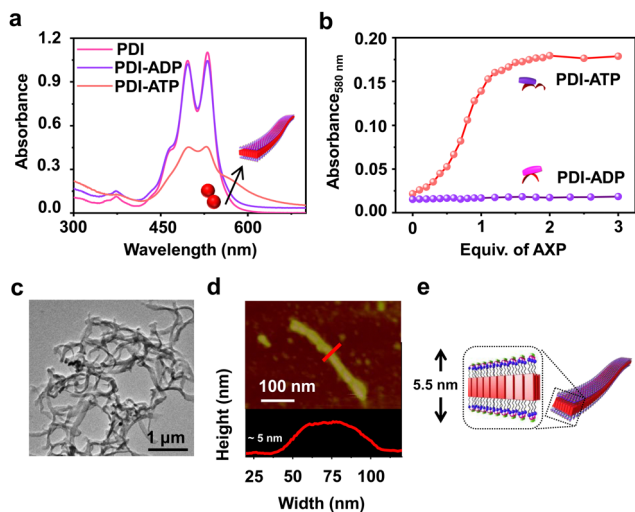 a
PDI
PDI-ADP
PDI-ATP
1.2
0.9
0.6
0.3
0.0
Absorbance
300
450
600
Wavelength (nm)
b
0.20
0.15
0.10
0.05
0.00
Absorbance580 nm
PDI-ATP
PDI-ADP
0
1
2
3
Equiv. of AXP
c
1 µm
d
100 nm
Height (nm)
~ 5 nm
25
50
75
100
Width (nm)
e
5.5 nm